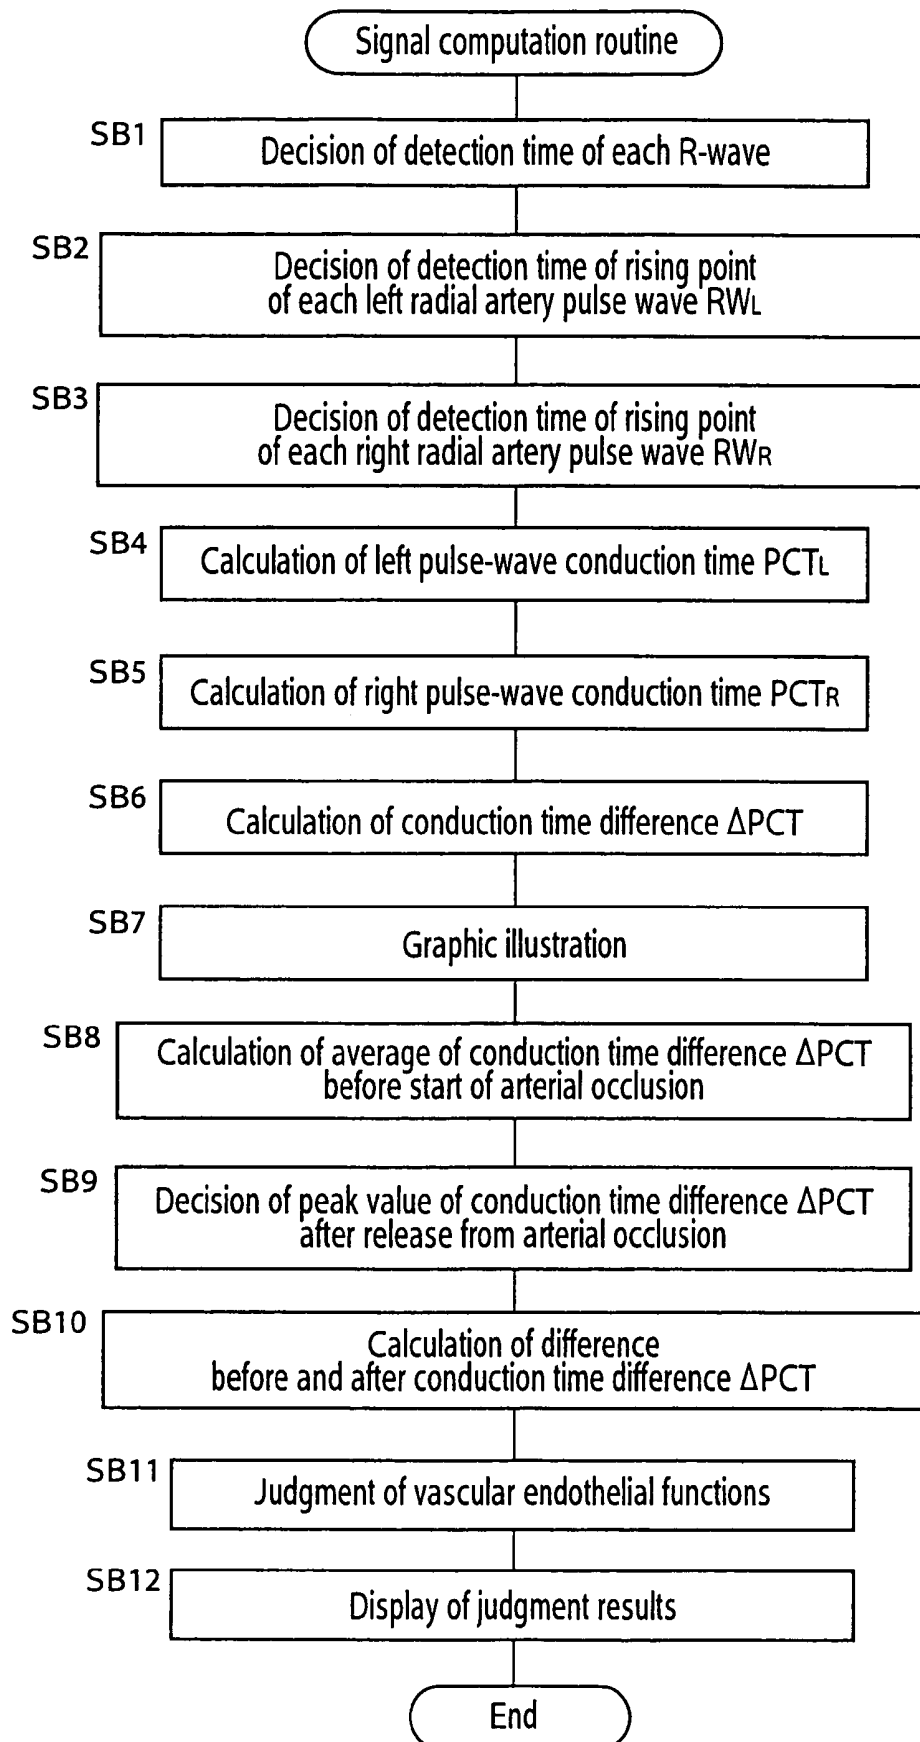 Signal computation routine
SB1
Decision of detection time of each R-wave
SB2
Decision of detection time of rising point
of each left radial artery pulse wave RWL
SB3
Decision of detection time of rising point
of each right radial artery pulse wave RWR
SB4
Calculation of left pulse-wave conduction time PCTL
SB5
Calculation of right pulse-wave conduction time PCTR
SB6
Calculation of conduction time difference ΔPCT
SB7
Graphic illustration
SB8
Calculation of average of conduction time difference ΔPCT
before start of arterial occlusion
SB9
Decision of peak value of conduction time difference ΔPCT
after release from arterial occlusion
SB10
Calculation of difference
before and after conduction time difference ΔPCT
SB11
Judgment of vascular endothelial functions
SB12
Display of judgment results
End